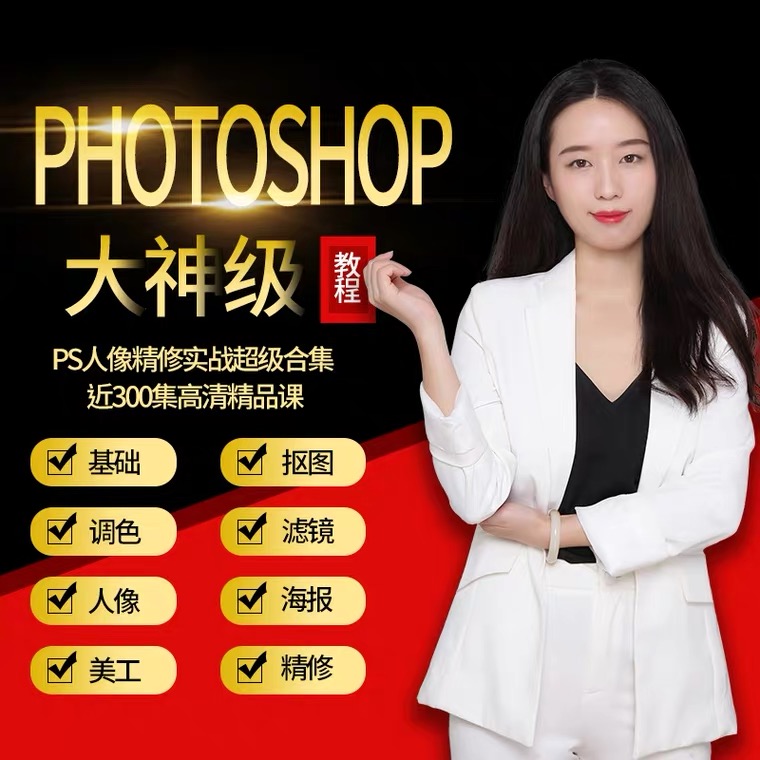 PHOTOSHOP
大神级 教程
PS人像精修实战超级合集
近300集高清精品课
基础 抠图
调色 滤镜
人像 海报
美工 精修